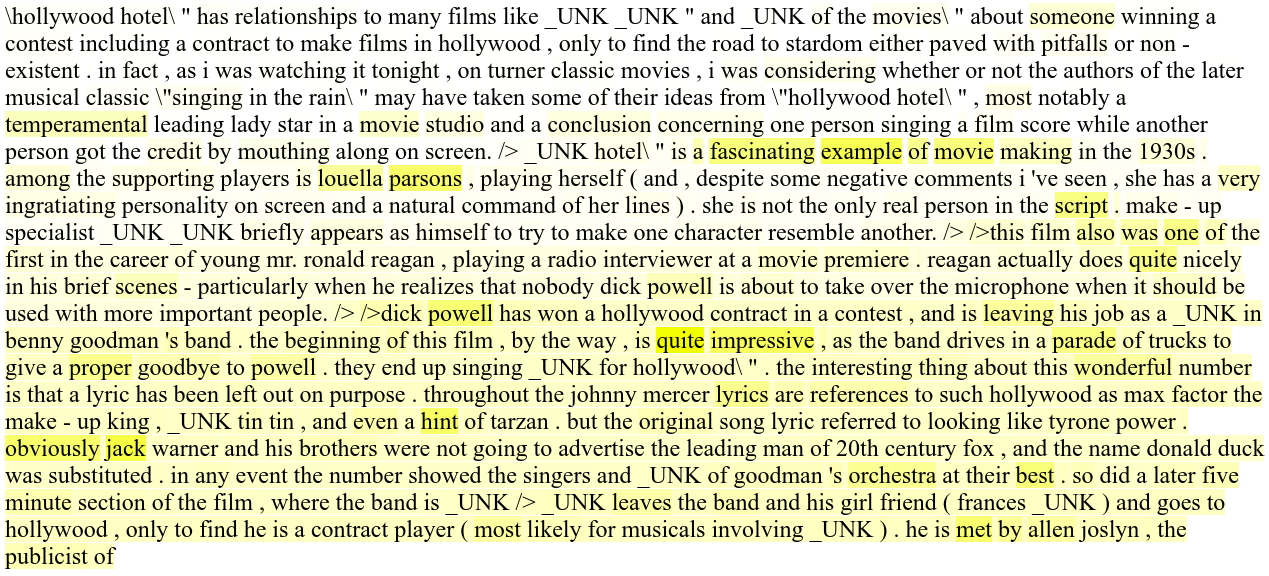 \hollywood hotel\ " has relationships to many films like _UNK _UNK " and _UNK of the movies\ " about someone winning a
contest including a contract to make films in hollywood , only to find the road to stardom either paved with pitfalls or non -
existent . in fact , as i was watching it tonight , on turner classic movies , i was considering whether or not the authors of the later
musical classic \"singing in the rain\ " may have taken some of their ideas from \"hollywood hotel\ " , most notably a
temperamental leading lady star in a movie studio and a conclusion concerning one person singing a film score while another
person got the credit by mouthing along on screen. /> _UNK hotel\ " is a fascinating example of movie making in the 1930s .
among the supporting players is louella parsons , playing herself ( and , despite some negative comments i 've seen , she has a very
ingratiating personality on screen and a natural command of her lines ) . she is not the only real person in the script . make - up
specialist _UNK _UNK briefly appears as himself to try to make one character resemble another. /> />this film also was one of the
first in the career of young mr. ronald reagan , playing a radio interviewer at a movie premiere . reagan actually does quite nicely
in his brief scenes - particularly when he realizes that nobody dick powell is about to take over the microphone when it should be
used with more important people. /> />dick powell has won a hollywood contract in a contest , and is leaving his job as a _UNK in
benny goodman 's band . the beginning of this film , by the way , is quite impressive , as the band drives in a parade of trucks to
give a proper goodbye to powell . they end up singing _UNK for hollywood\ " . the interesting thing about this wonderful number
is that a lyric has been left out on purpose . throughout the johnny mercer lyrics are references to such hollywood as max factor the
make - up king , _UNK tin tin , and even a hint of tarzan . but the original song lyric referred to looking like tyrone power .
obviously jack warner and his brothers were not going to advertise the leading man of 20th century fox , and the name donald duck
was substituted . in any event the number showed the singers and _UNK of goodman 's orchestra at their best . so did a later five
minute section of the film , where the band is _UNK /> _UNK leaves the band and his girl friend ( frances _UNK ) and goes to
hollywood , only to find he is a contract player ( most likely for musicals involving _UNK ) . he is met by allen joslyn , the
publicist of